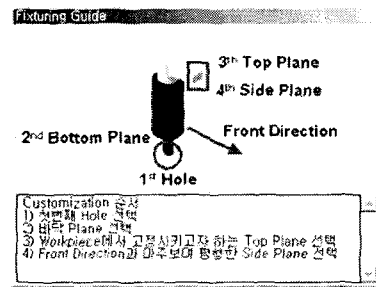 Fixturing Guide
3th Top Plane
4th Side Plane
2nd Bottom Plane
Front Direction
1st Hole
Customization 순서
1) 첫번째 Hole 선택
2) 바닥 Plane 선택
3) Workpiece에서 고정시키고자 하는 Top Plane 선택
4) Front Direction과 마주보며 평행한 Side Plane 선택